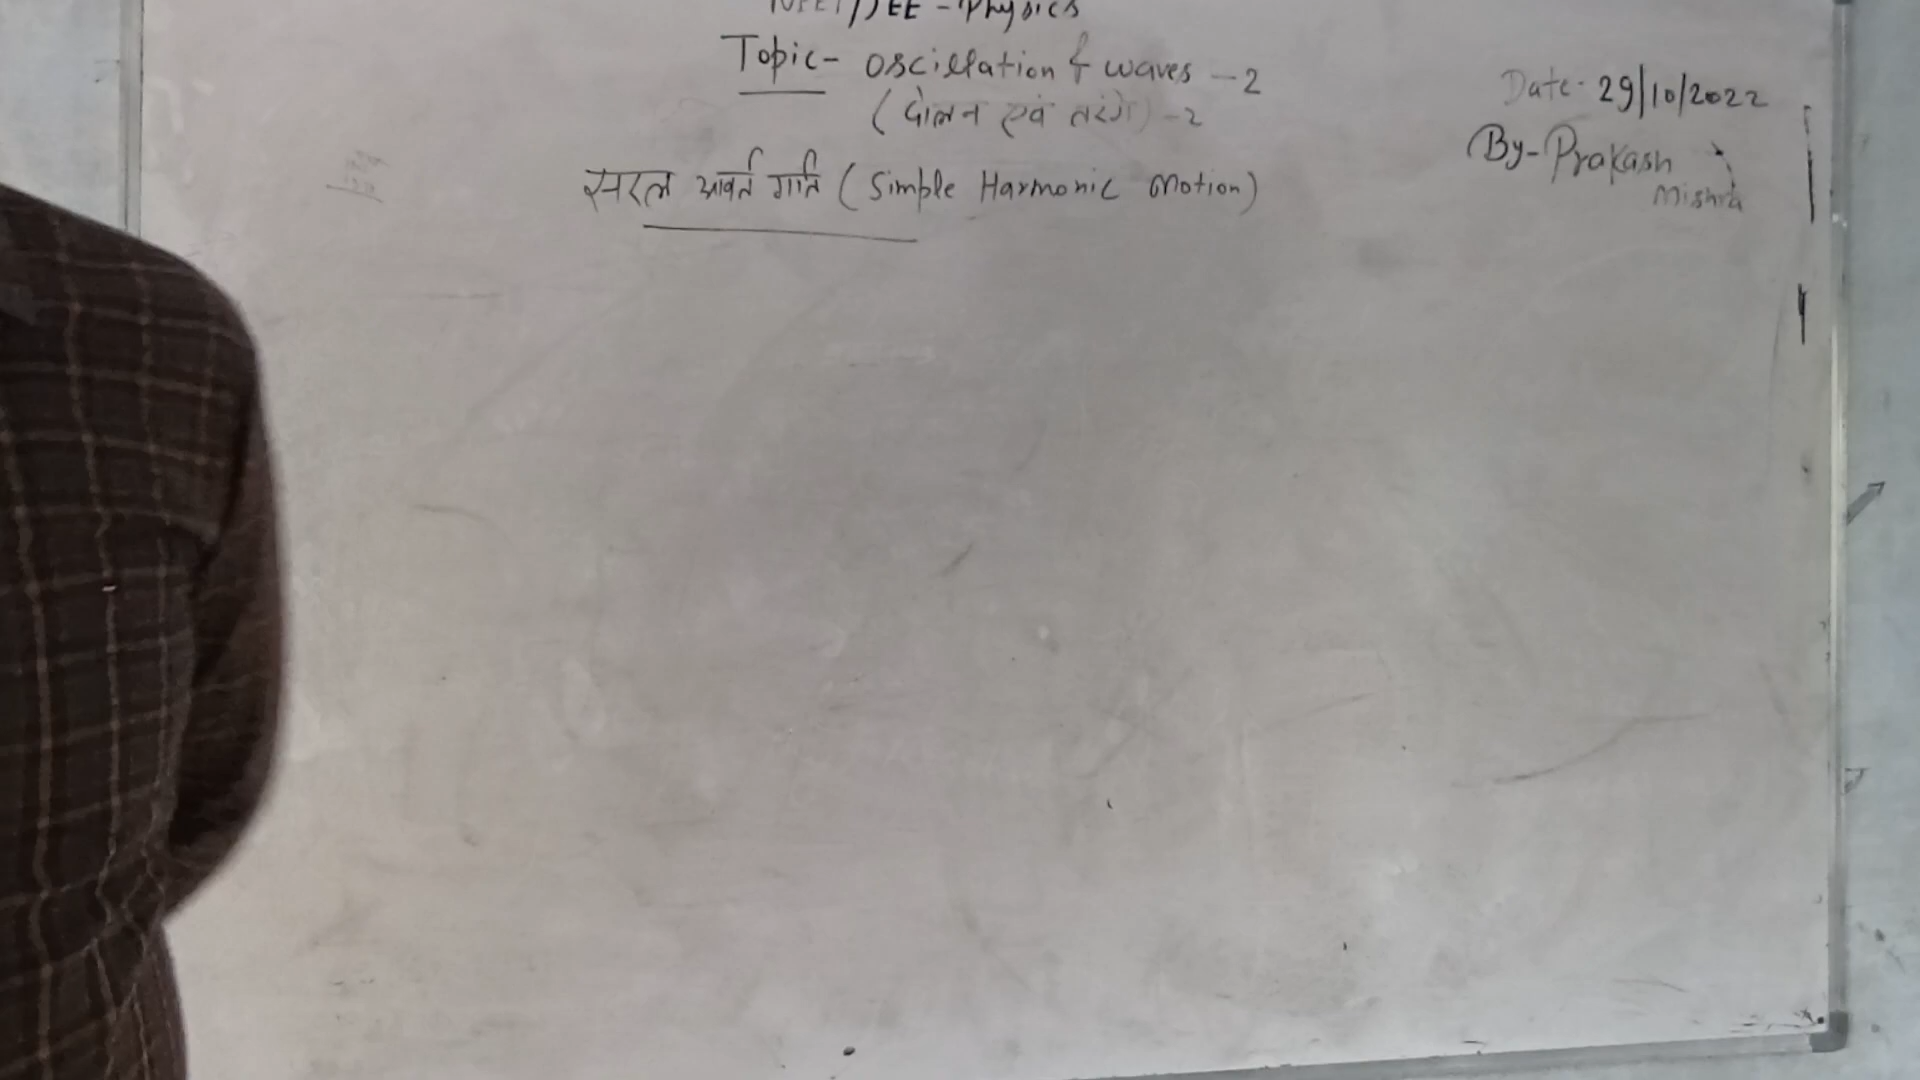 NEET/JEE - Physics
Topic - Oscillation & waves - 2
(दोलन एवं तरंगे) - 2
सरल आवर्त गति (Simple Harmonic Motion)
Date - 29/10/2022
By - Prakash
Mishra